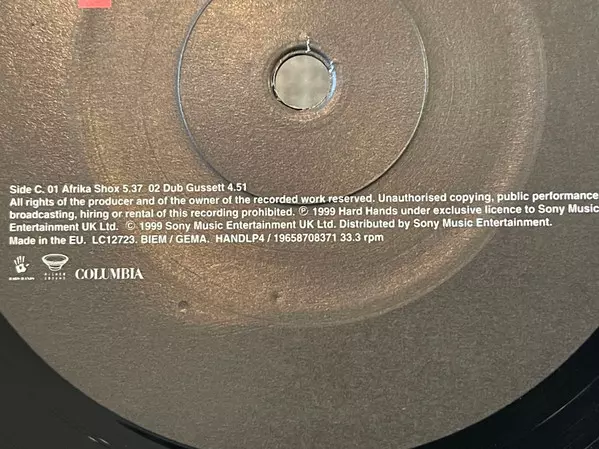 Side C. 01 Afrika Shox 5.37  02 Dub Gussett 4.51
All rights of the producer and of the owner of the recorded work reserved. Unauthorised copying, public performance
broadcasting, hiring or rental of this recording prohibited. ℗ 1999 Hard Hands under exclusive licence to Sony Music
Entertainment UK Ltd. © 1999 Sony Music Entertainment UK Ltd. Distributed by Sony Music Entertainment.
Made in the EU.  LC12723.  BIEM / GEMA.  HANDLP4 / 19658708371 33.3 rpm
COLUMBIA